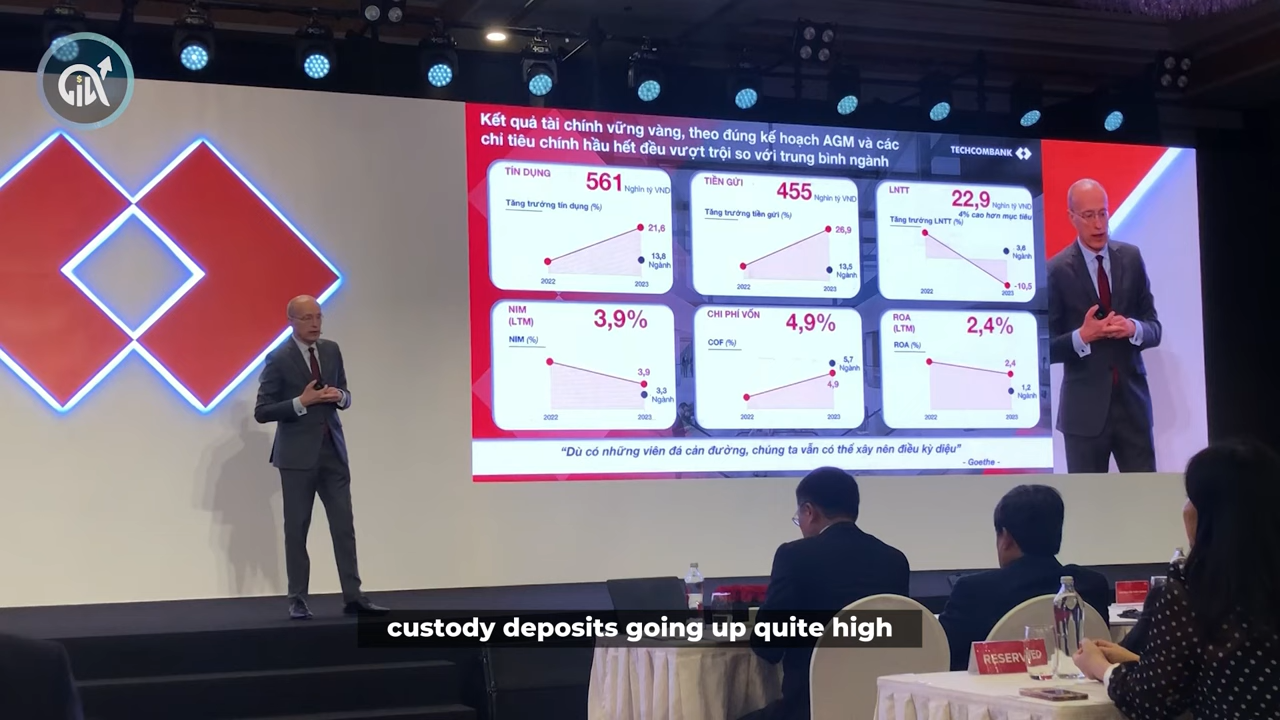 Kết quả tài chính vững vàng, theo đúng kế hoạch AGM và các
chỉ tiêu chính hầu hết đều vượt trội so với trung bình ngành
TECHCOMBANK
TÍN DỤNG
561 Nghìn tỷ VND
Tăng trưởng tín dụng (%)
21,6
13,8
Ngành
2022
2023
TIỀN GỬI
455 Nghìn tỷ VND
Tăng trưởng tiền gửi (%)
26,9
13,5
Ngành
2022
2023
LNTT
22,9 Nghìn tỷ VND
4% cao hơn mục tiêu
Tăng trưởng LNTT (%)
3,6
Ngành
-10,5
2022
2023
NIM
(LTM)
3,9%
NIM (%)
3,9
3,3
Ngành
2022
2023
CHI PHÍ VỐN
4,9%
COF (%)
5,7
Ngành
4,9
2022
2023
ROA
(LTM)
2,4%
ROA (%)
2,4
1,2
Ngành
2022
2023
“Dù có những viên đá cản đường, chúng ta vẫn có thể xây nên điều kỳ diệu”
- Goethe -
custody deposits going up quite high
RESERVED